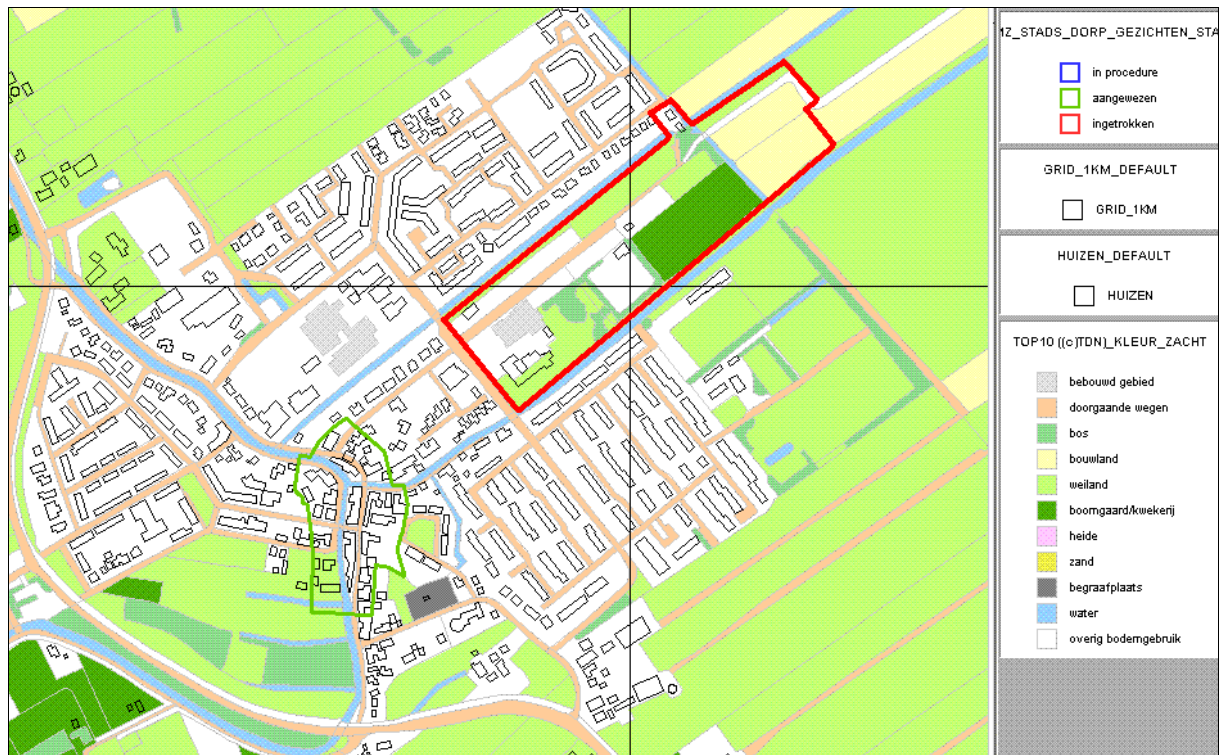 MZ_STADS_DORP_GEZICHTEN_STA
in procedure
aangewezen
ingetrokken
GRID_1KM_DEFAULT
GRID_1KM
HUIZEN_DEFAULT
HUIZEN
TOP10 ((c)TDN)_KLEUR_ZACHT
bebouwd gebied
doorgaande wegen
bos
bouwland
weiland
boomgaard/kwekerij
heide
zand
begraafplaats
water
overig bodemgebruik